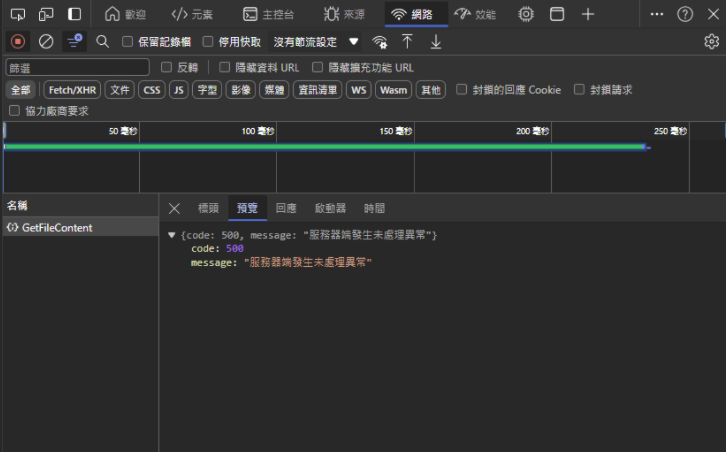 歡迎 元素 主控台 來源 網路 效能
保留記錄檔 停用快取 沒有節流設定
篩選 反轉 隱藏資料 URL 隱藏擴充功能 URL
全部 Fetch/XHR 文件 CSS JS 字型 影像 媒體 資訊清單 WS Wasm 其他 封鎖的回應 Cookie 封鎖請求
協力廠商要求
50 毫秒 100 毫秒 150 毫秒 200 毫秒 250 毫秒
名稱 標頭 預覽 回應 啟動器 時間
GetFileContent
{code: 500, message: "服務器端發生未處理異常"}
code: 500
message: "服務器端發生未處理異常"